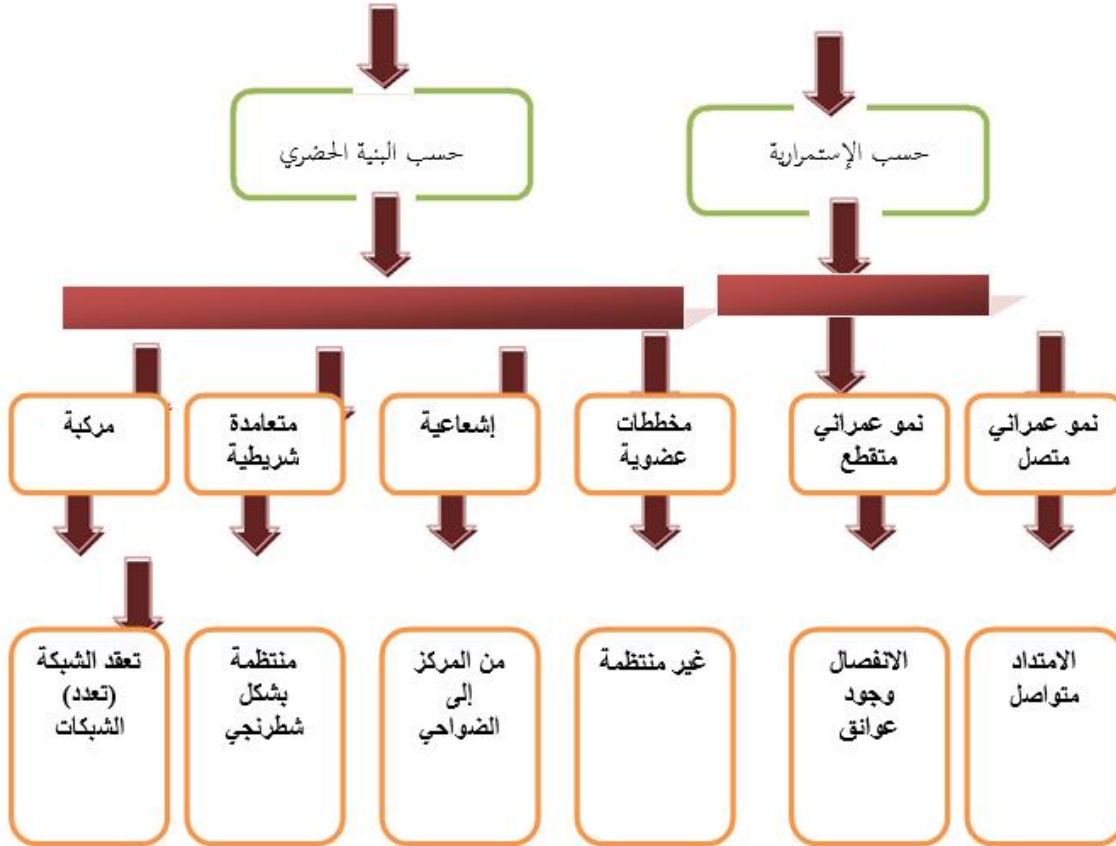 حسب الإستمرارية
حسب البنية الحضري
نمو عمراني
متصل
نمو عمراني
متقطع
مخططات
عضوية
إشعاعية
متعامدة
شريطية
مركبة
الامتداد
متواصل
الانفصال
وجود
عوائق
غير منتظمة
من المركز
إلى
الضواحي
منتظمة
بشكل
شطرنجي
تعقد الشبكة
(تعدد)
الشبكات